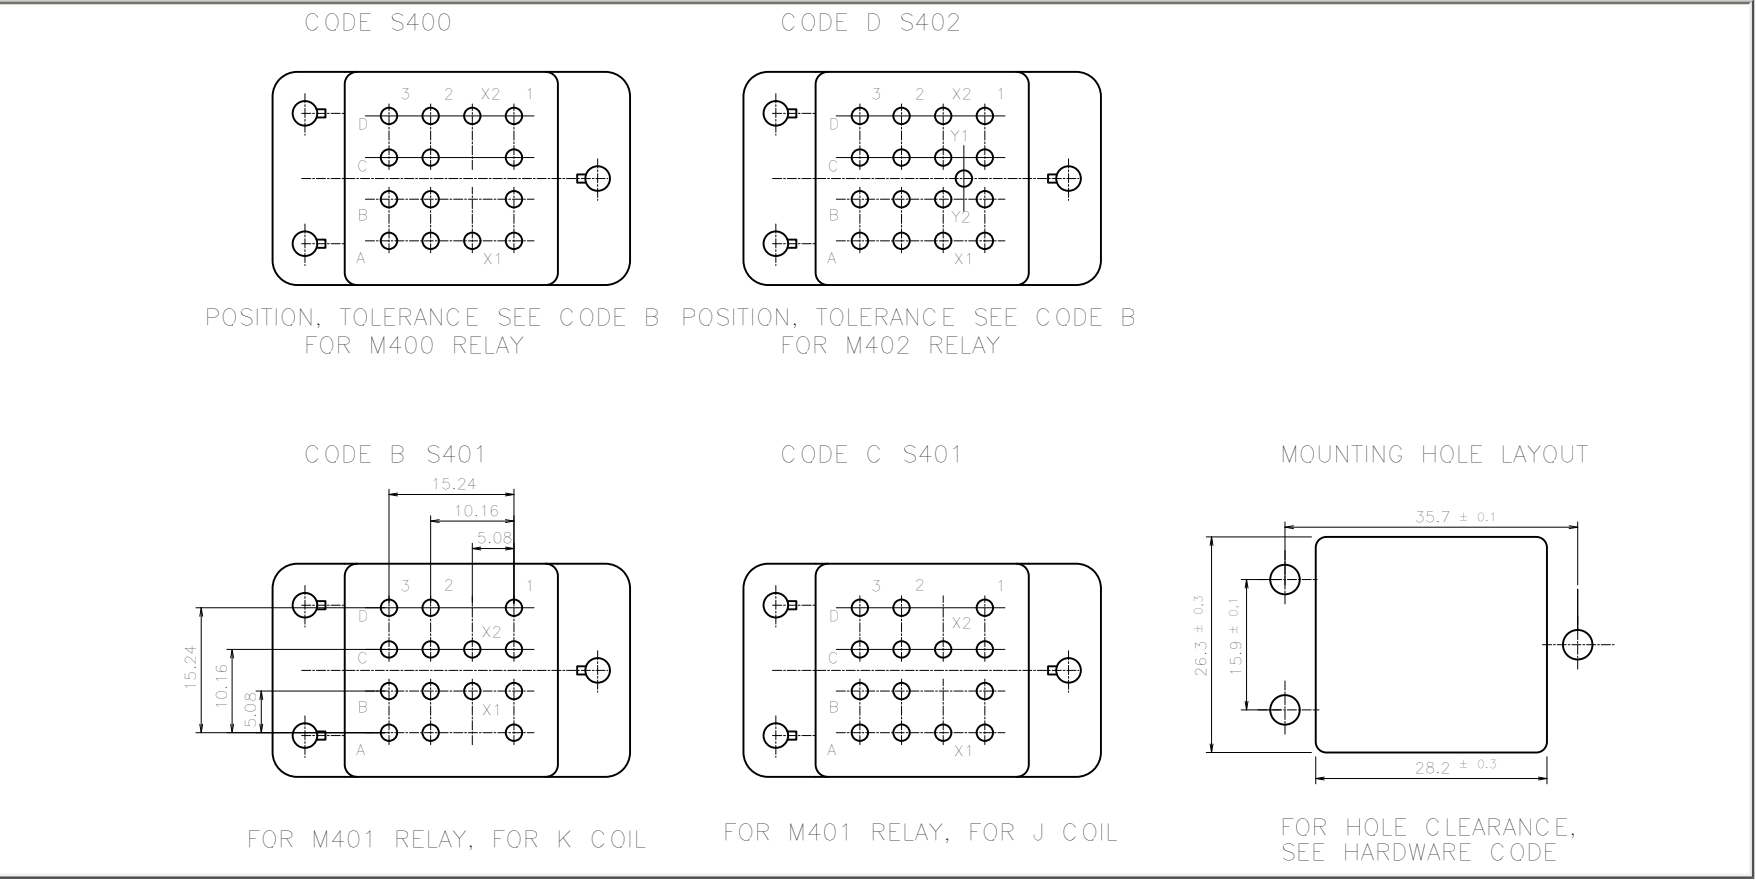 CODE S400
CODE D S402
3 2 X2 1
D
C
B
A
X1
3 2 X2 1
D
Y1
C
B
Y2
A
X1
POSITION, TOLERANCE SEE CODE B
FOR M400 RELAY
POSITION, TOLERANCE SEE CODE B
FOR M402 RELAY
CODE B S401
15.24
10.16
5.08
3 2 1
D
X2
C
B
X1
A
15.24
10.16
5.08
FOR M401 RELAY, FOR K COIL
CODE C S401
3 2 1
D
X2
C
B
A
X1
FOR M401 RELAY, FOR J COIL
MOUNTING HOLE LAYOUT
35.7 ± 0.1
26.3 ± 0.3
15.9 ± 0.1
28.2 ± 0.3
FOR HOLE CLEARANCE,
SEE HARDWARE CODE